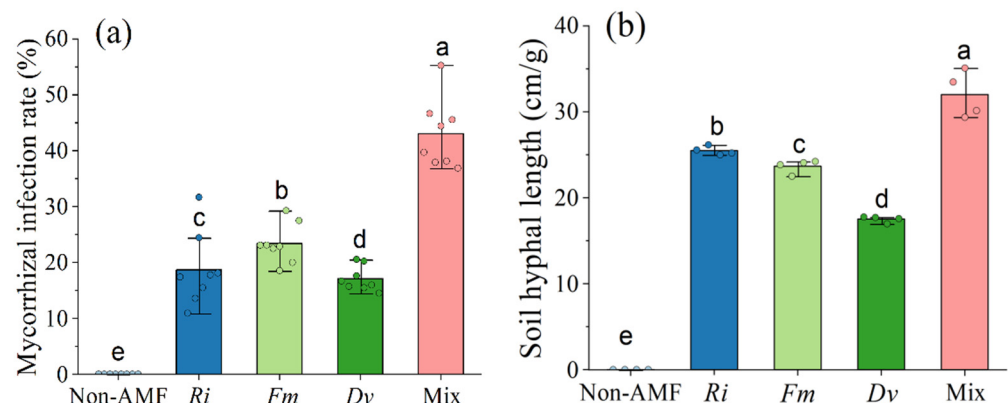 (a)
Mycorrhizal infection rate (%)
60
50
40
30
20
10
0
e
c
b
d
a
Non-AMF Ri Fm Dv Mix
(b)
Soil hyphal length (cm/g)
40
30
20
10
0
e
b
c
d
a
Non-AMF Ri Fm Dv Mix